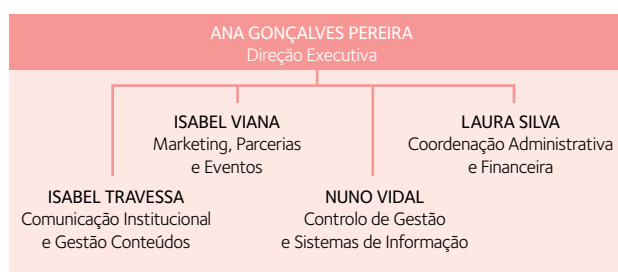 ANA GONÇALVES PEREIRA
Direção Executiva
ISABEL VIANA
Marketing, Parcerias
e Eventos
LAURA SILVA
Coordenação Administrativa
e Financeira
ISABEL TRAVESSA
Comunicação Institucional
e Gestão Conteúdos
NUNO VIDAL
Controlo de Gestão
e Sistemas de Informação